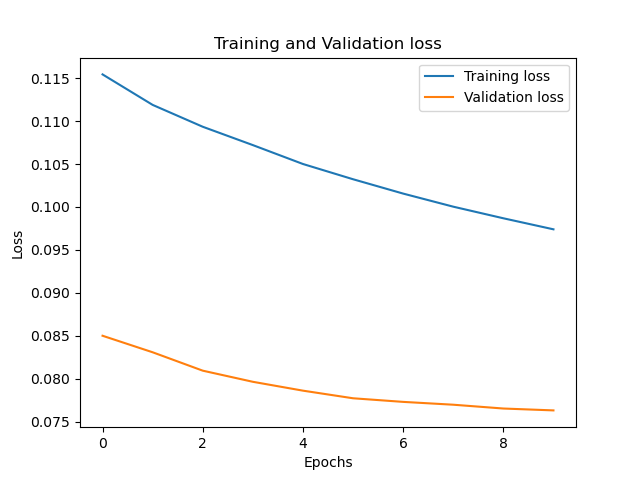 Training and Validation loss
Training loss
Validation loss
0.115
0.110
0.105
0.100
0.095
0.090
0.085
0.080
0.075
Loss
0 2 4 6 8
Epochs